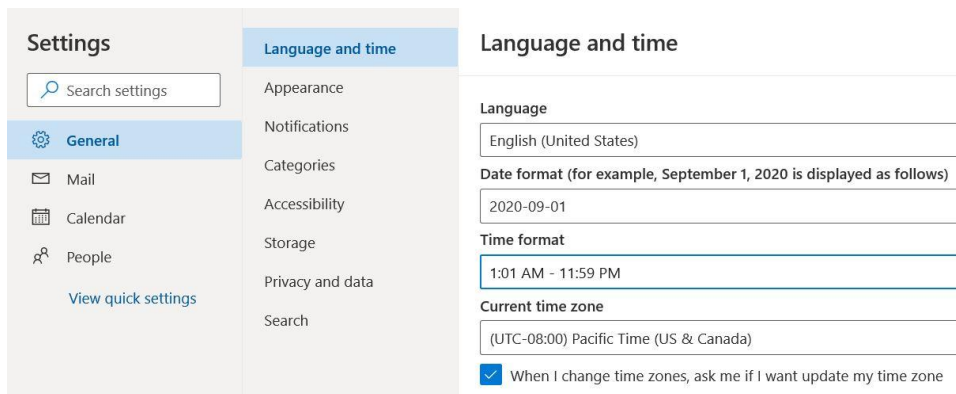 Settings
Search settings
General
Mail
Calendar
People
View quick settings
Language and time
Appearance
Notifications
Categories
Accessibility
Storage
Privacy and data
Search
Language and time
Language
English (United States)
Date format (for example, September 1, 2020 is displayed as follows)
2020-09-01
Time format
1:01 AM - 11:59 PM
Current time zone
(UTC-08:00) Pacific Time (US & Canada)
When I change time zones, ask me if I want update my time zone